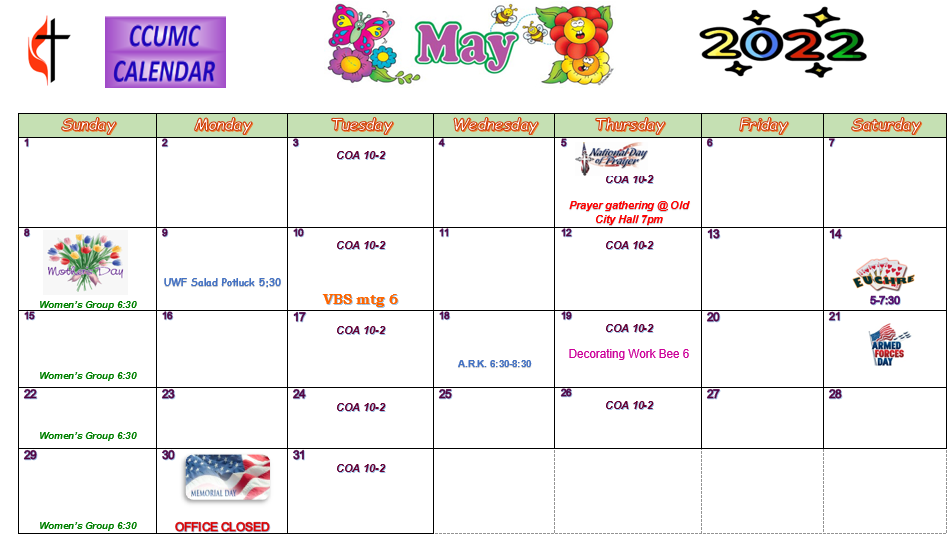 CCUMC
CALENDAR
May
2022
Sunday Monday Tuesday Wednesday Thursday Friday Saturday
1
2
3
COA 10-2
4
5
National Day
of Prayer
COA 10-2
Prayer gathering @ Old
City Hall 7pm
6
7
8
Mother's Day
Women's Group 6:30
9
UWF Salad Potluck 5;30
10
COA 10-2
VBS mtg 6
11
12
COA 10-2
13
14
EUCHRE
5-7:30
15
Women's Group 6:30
16
17
COA 10-2
18
A.R.K. 6:30-8:30
19
COA 10-2
Decorating Work Bee 6
20
21
ARMED
FORCES
DAY
22
Women's Group 6:30
23
24
COA 10-2
25
26
COA 10-2
27
28
29
Women's Group 6:30
30
MEMORIAL DAY
OFFICE CLOSED
31
COA 10-2